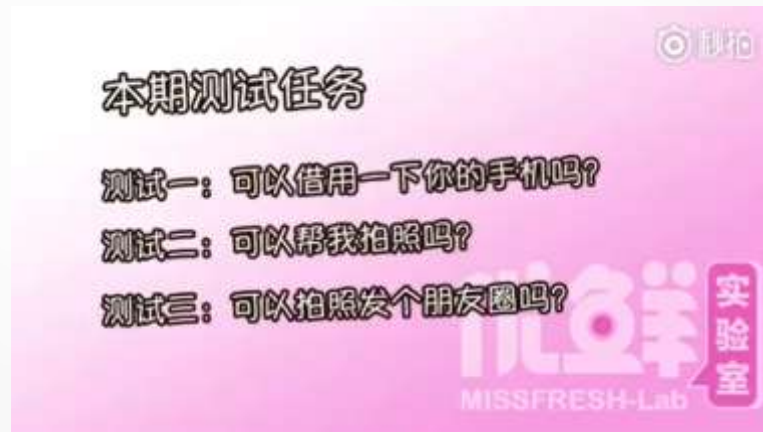 秒拍
本期测试任务
测试一：可以借用一下你的手机吗？
测试二：可以帮我拍照吗？
测试三：可以拍照发个朋友圈吗？
优鲜
实验室
MISSFRESH-Lab